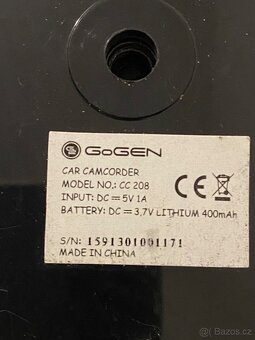 GoGEN
CAR CAMCORDER
MODEL NO.: CC 208
INPUT: DC⎓5V 1A
BATTERY: DC⎓3,7V LITHIUM 400mAh
S/N: 1591301001171
MADE IN CHINA
CE
bazos.cz